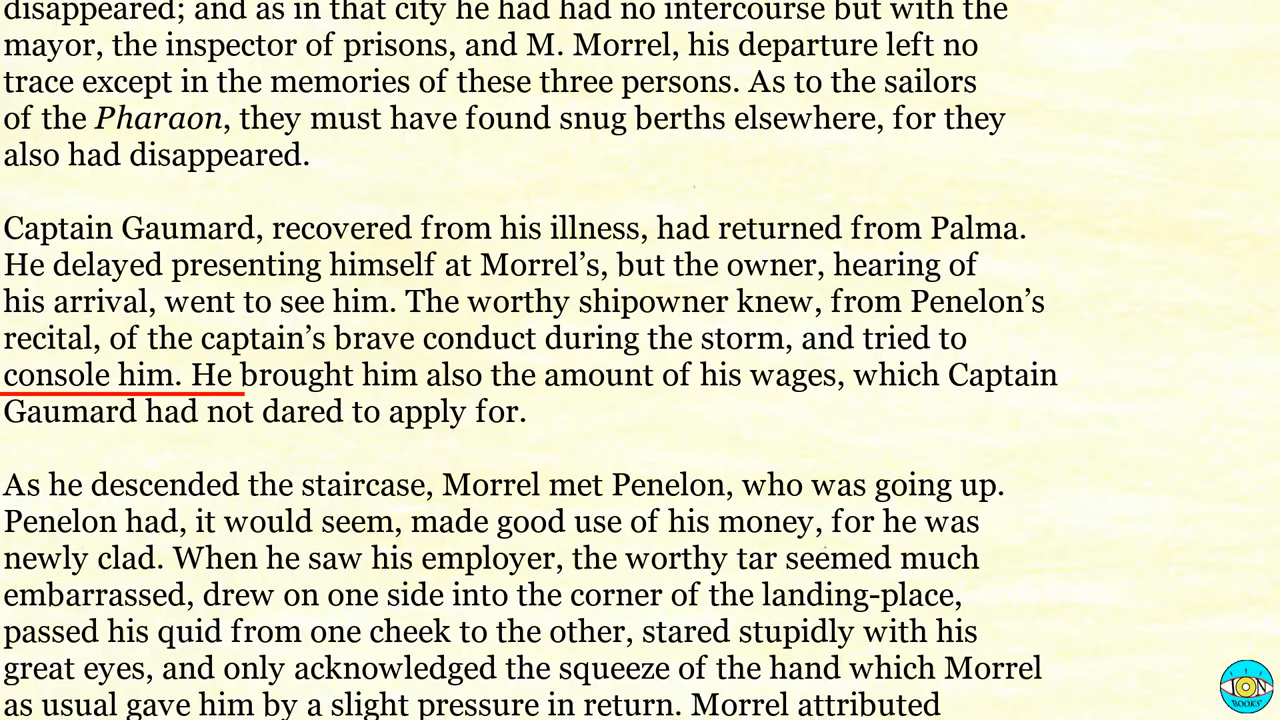 disappeared; and as in that city he had had no intercourse but with the
mayor, the inspector of prisons, and M. Morrel, his departure left no
trace except in the memories of these three persons. As to the sailors
of the Pharaon, they must have found snug berths elsewhere, for they
also had disappeared.
Captain Gaumard, recovered from his illness, had returned from Palma.
He delayed presenting himself at Morrel’s, but the owner, hearing of
his arrival, went to see him. The worthy shipowner knew, from Penelon’s
recital, of the captain’s brave conduct during the storm, and tried to
console him. He brought him also the amount of his wages, which Captain
Gaumard had not dared to apply for.
As he descended the staircase, Morrel met Penelon, who was going up.
Penelon had, it would seem, made good use of his money, for he was
newly clad. When he saw his employer, the worthy tar seemed much
embarrassed, drew on one side into the corner of the landing-place,
passed his quid from one cheek to the other, stared stupidly with his
great eyes, and only acknowledged the squeeze of the hand which Morrel
as usual gave him by a slight pressure in return. Morrel attributed
ION
BOOKS